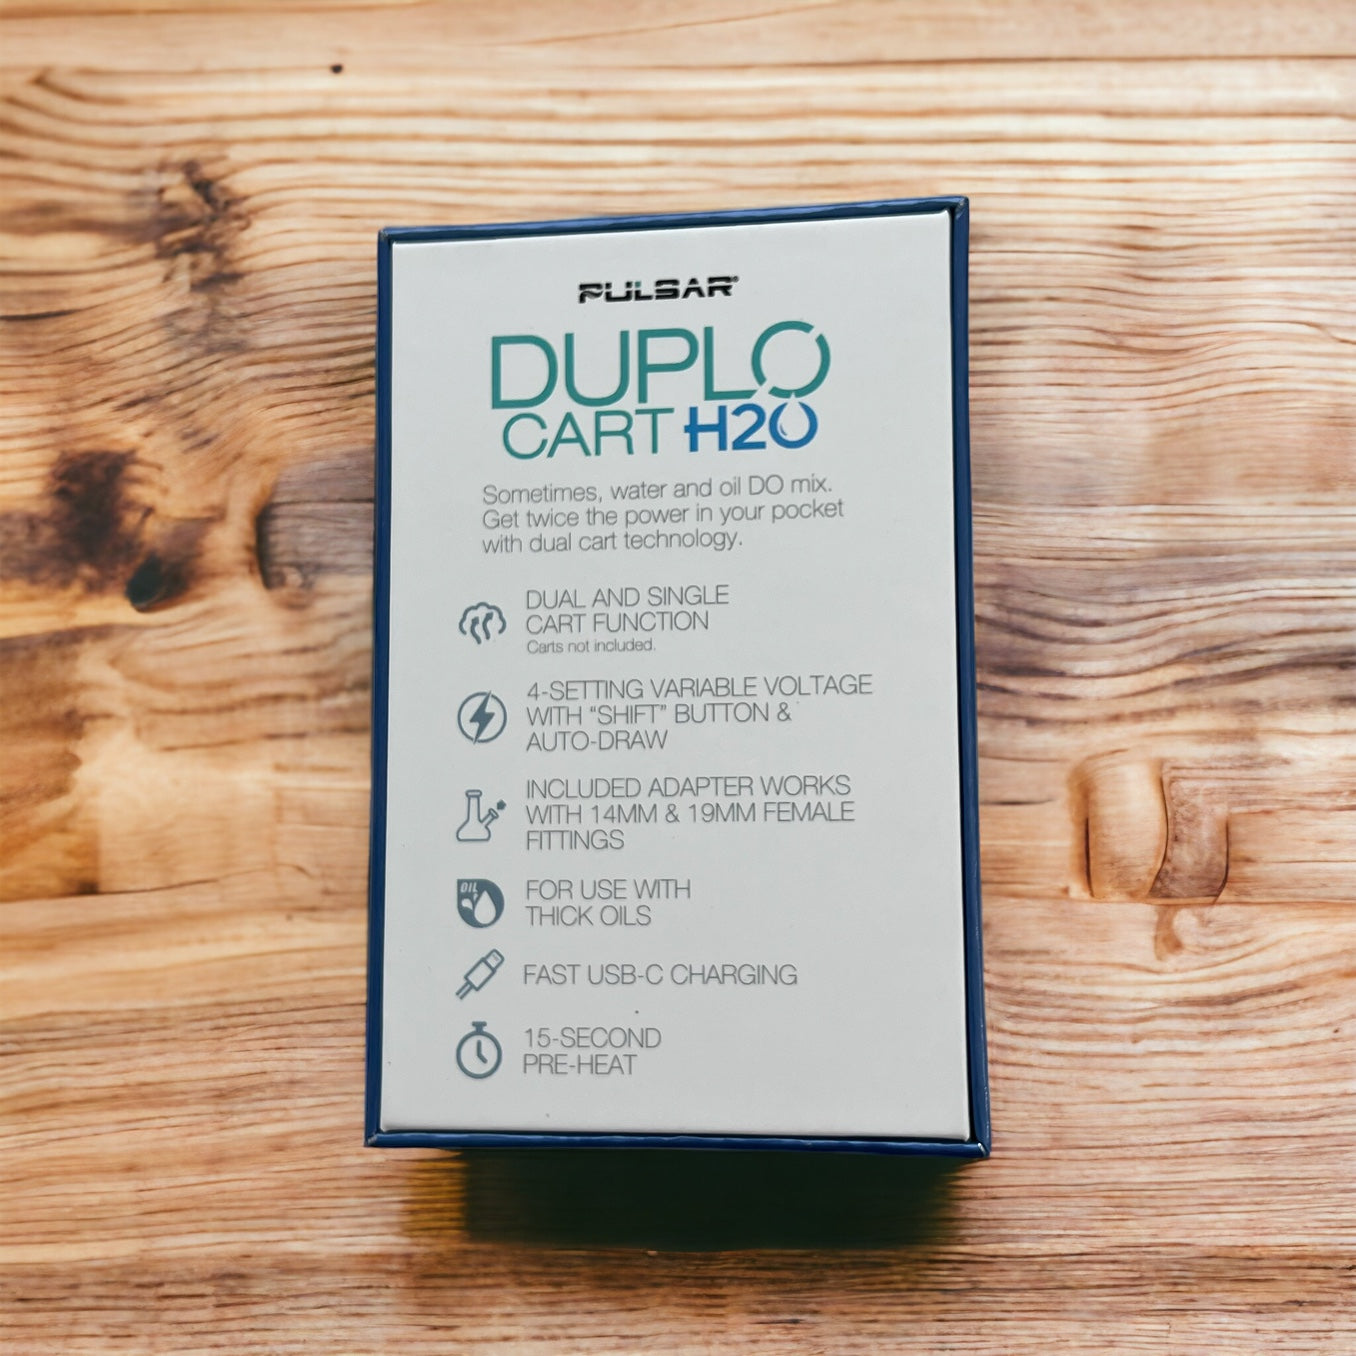 PULSAR®
DUPLO
CART H2O
Sometimes, water and oil DO mix.
Get twice the power in your pocket
with dual cart technology.
DUAL AND SINGLE
CART FUNCTION
Carts not included.
4-SETTING VARIABLE VOLTAGE
WITH “SHIFT” BUTTON &
AUTO-DRAW
INCLUDED ADAPTER WORKS
WITH 14MM & 19MM FEMALE
FITTINGS
OIL
FOR USE WITH
THICK OILS
FAST USB-C CHARGING
15-SECOND
PRE-HEAT